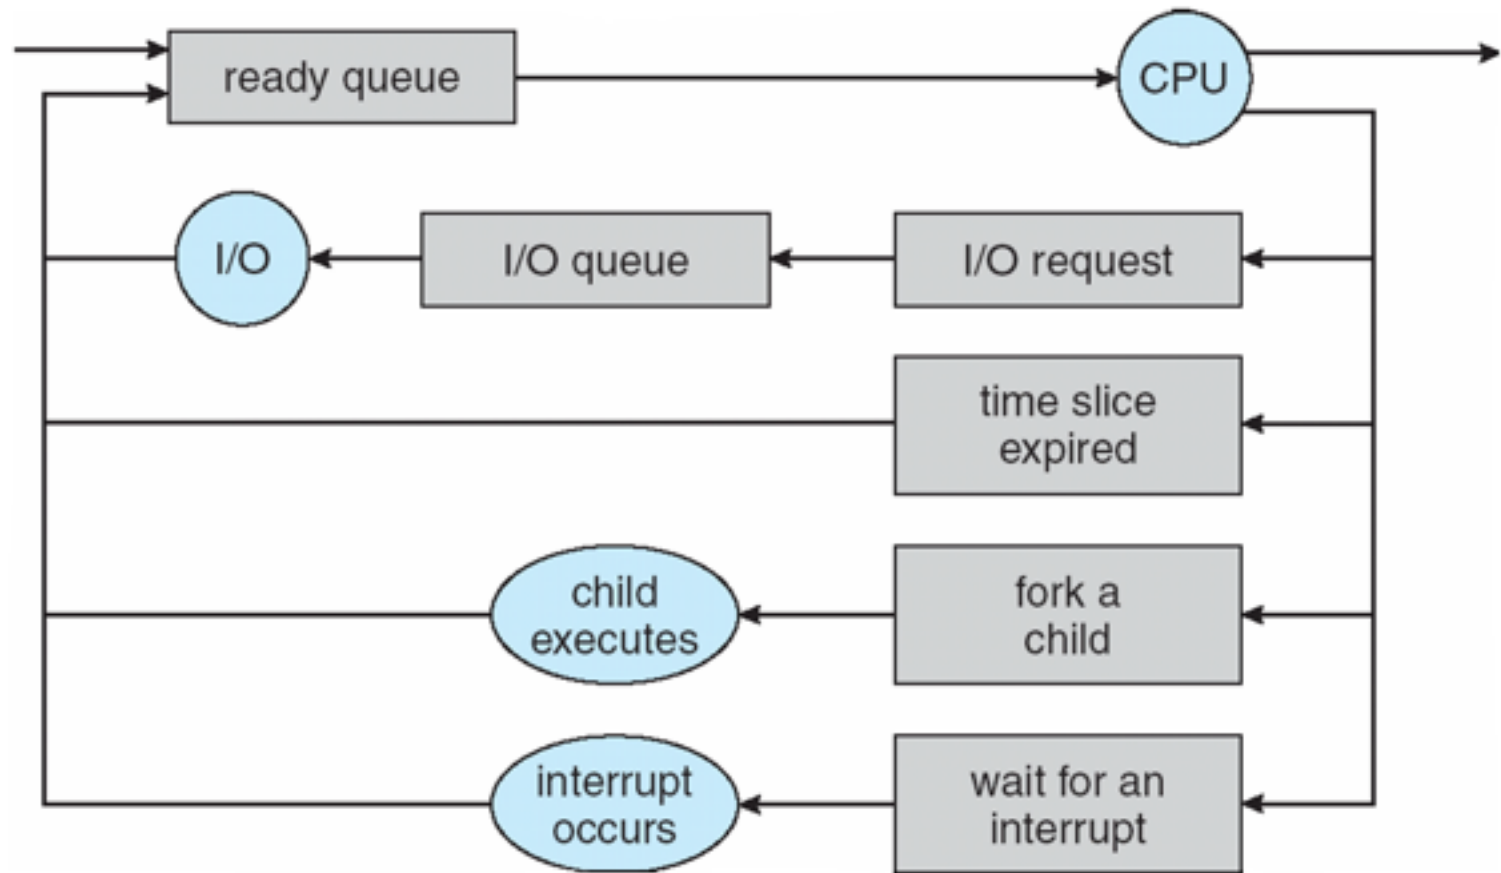 ready queue
CPU
I/O
I/O queue
I/O request
time slice
expired
child
executes
fork a
child
interrupt
occurs
wait for an
interrupt